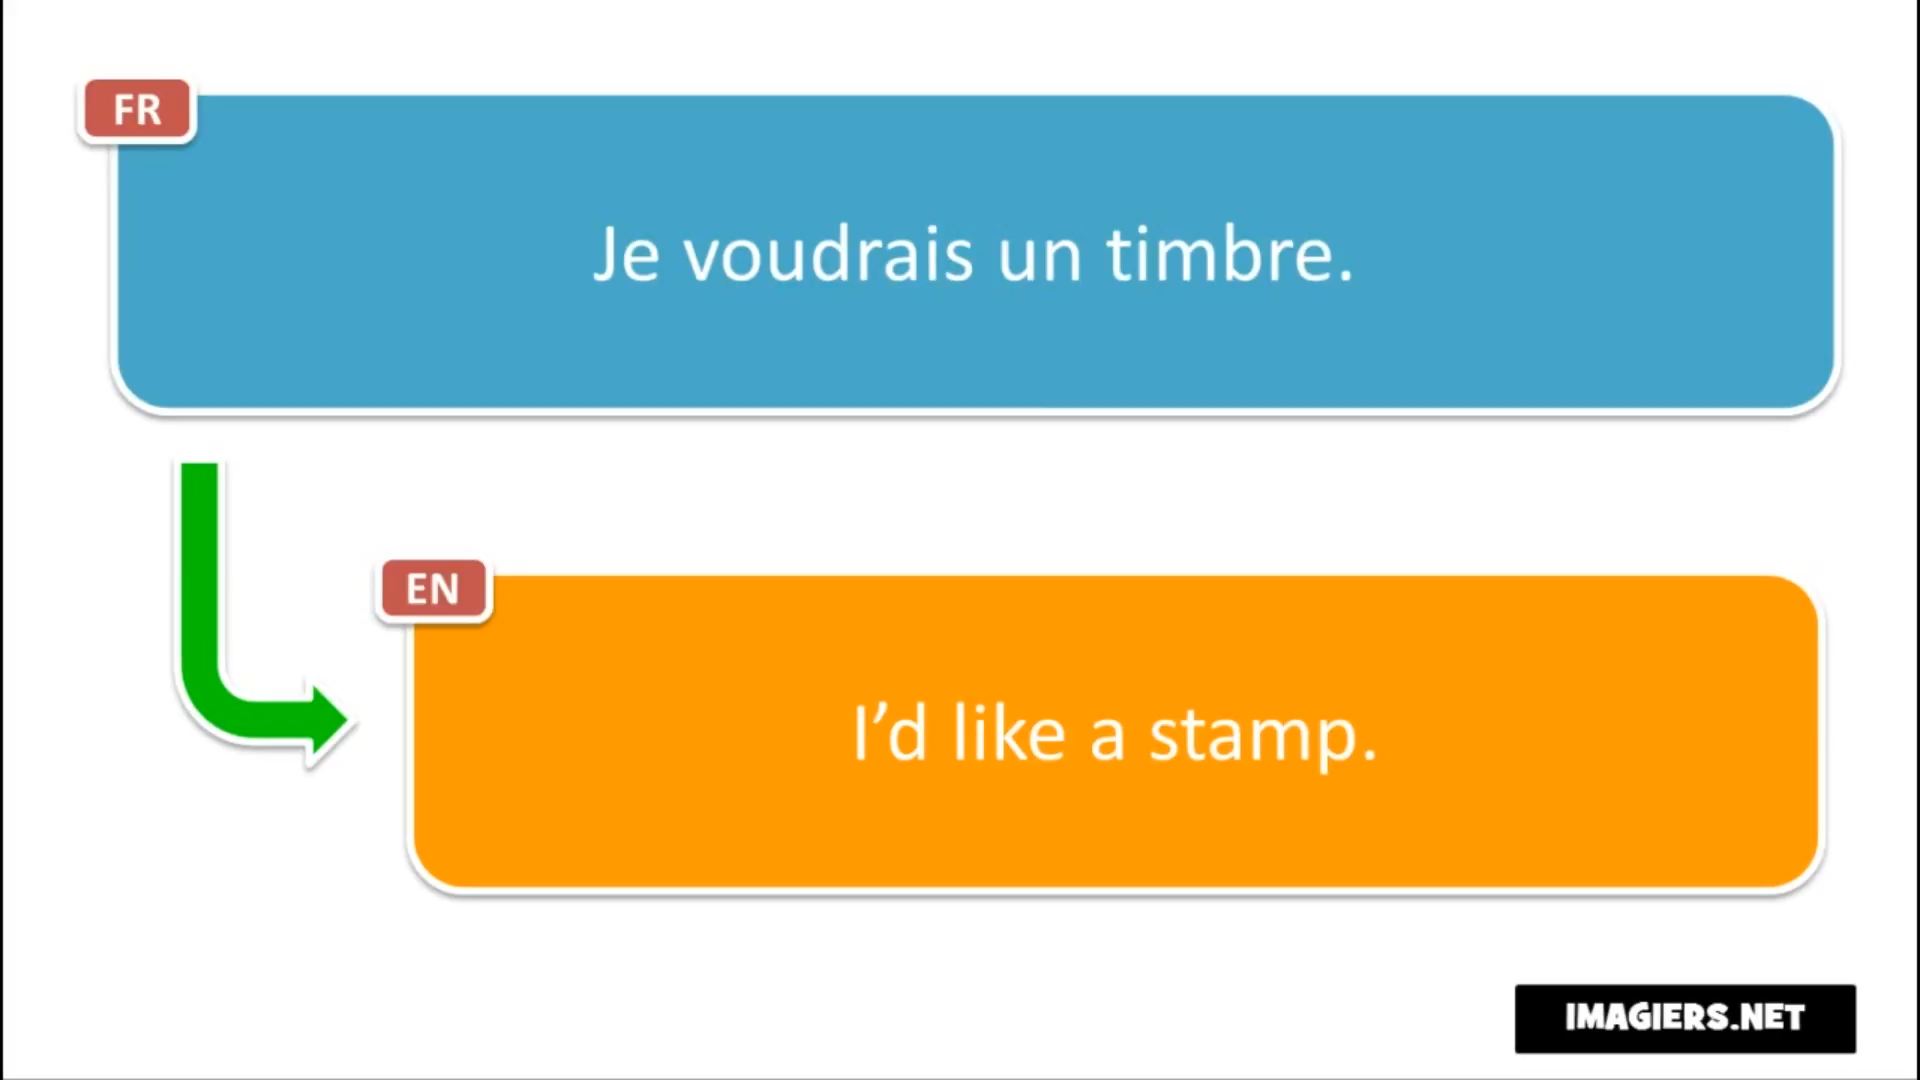 FR
Je voudrais un timbre.
EN
I’d like a stamp.
IMAGIERS.NET